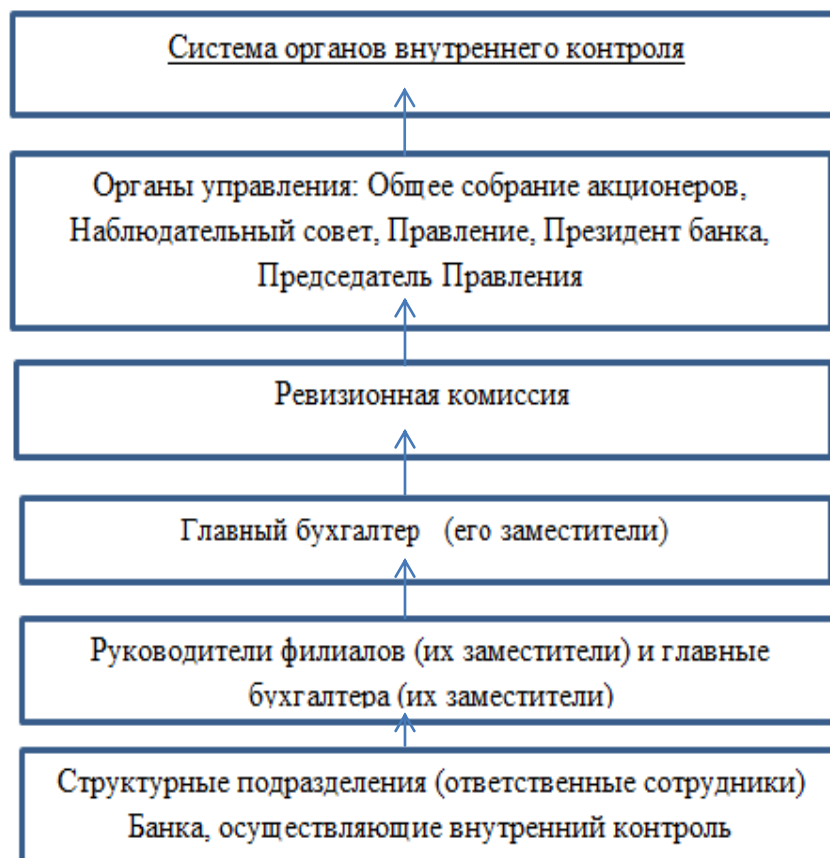 Система органов внутреннего контроля
Органы управления: Общее собрание акционеров,
Наблюдательный совет, Правление, Президент банка,
Председатель Правления
Ревизионная комиссия
Главный бухгалтер (его заместители)
Руководители филиалов (их заместители) и главные
бухгалтера (их заместители)
Структурные подразделения (ответственные сотрудники)
Банка, осуществляющие внутренний контроль